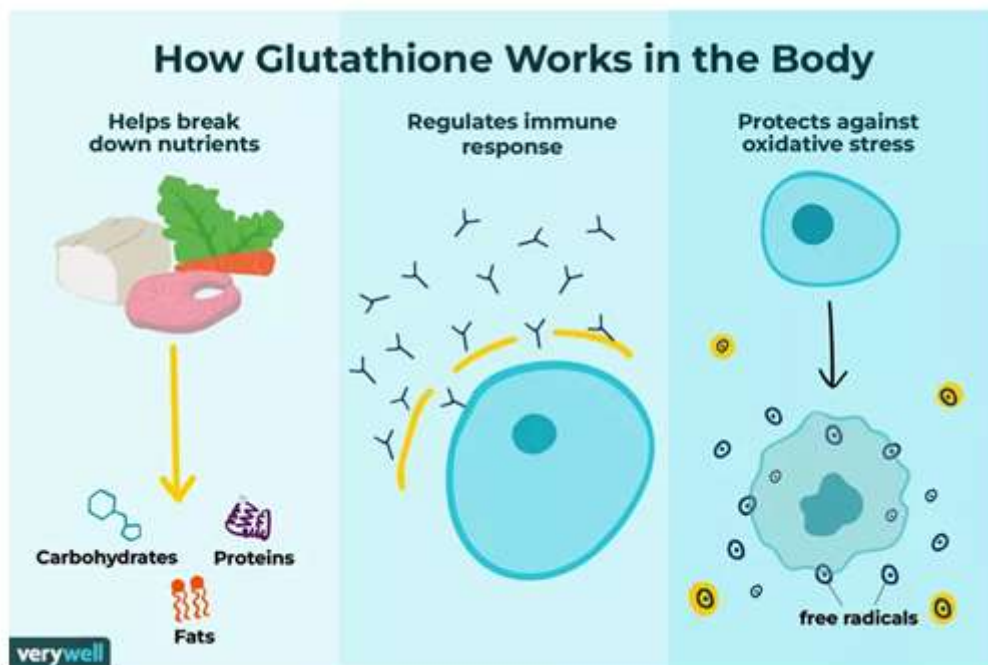 How Glutathione Works in the Body
Helps break
down nutrients
Carbohydrates
Proteins
Fats
Regulates immune
response
Protects against
oxidative stress
free radicals
verywell